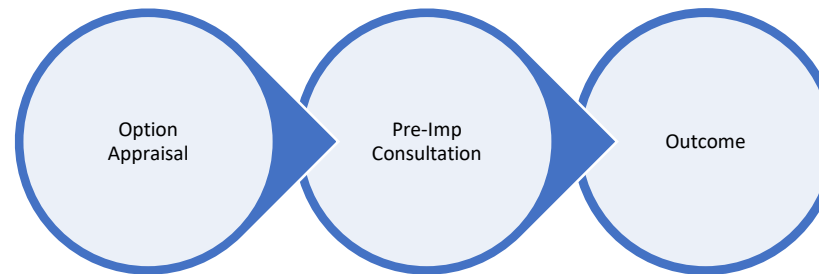 Option
Appraisal
Pre-Imp
Consultation
Outcome